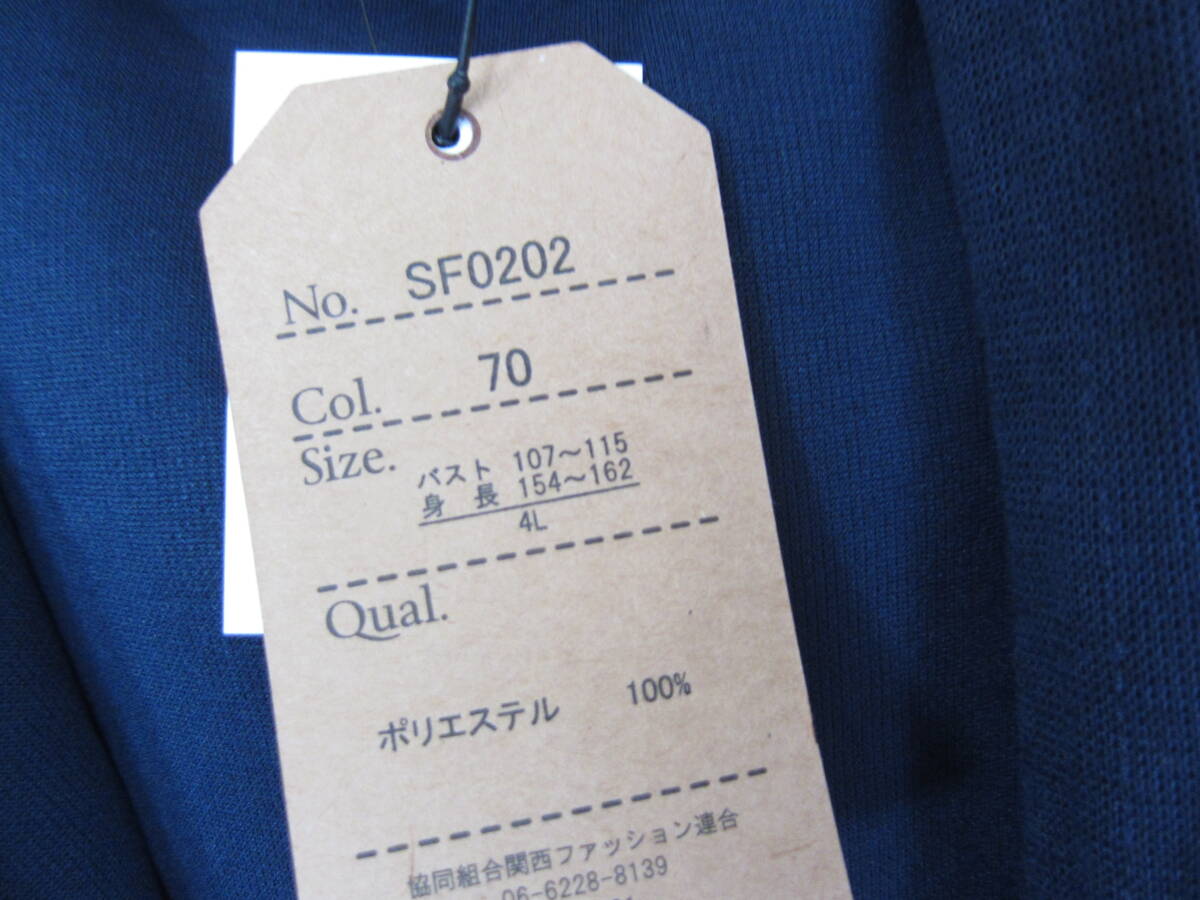 No. SF0202
Col. 70
Size. バスト 107〜115
身 長 154〜162
4L
Qual.
ポリエステル 100%
協同組合関西ファッション連合
06-6228-8139